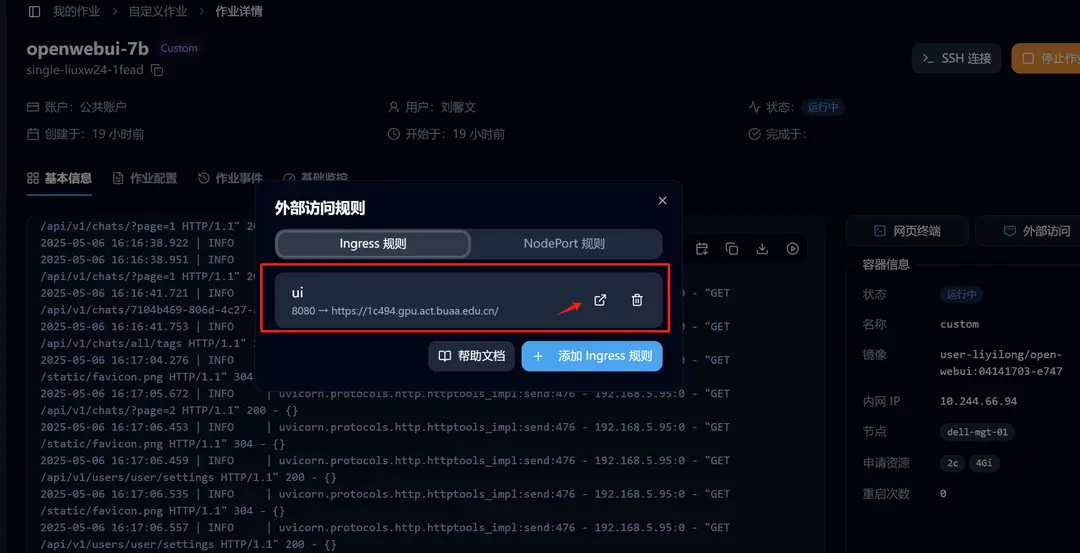 我的作业 > 自定义作业 > 作业详情
openwebui-7b Custom
single-liuxw24-1fead
SSH 连接
停止作业
账户: 公共账户
用户: 刘馨文
状态: 运行中
创建于: 19 小时前
开始于: 19 小时前
完成于:
基本信息
作业配置
作业事件
基础监控
外部访问规则
Ingress 规则
NodePort 规则
ui
8080 → https://1c494.gpu.act.buaa.edu.cn/
帮助文档
+ 添加 Ingress 规则
/api/v1/chats/?page=1 HTTP/1.1" 20
2025-05-06 16:16:38.922 | INFO
2025-05-06 16:16:38.951 | INFO
/api/v1/chats/?page=1 HTTP/1.1" 2
2025-05-06 16:16:41.721 | INFO 0 - "GET
/api/v1/chats/7104b469-806d-4c27-
2025-05-06 16:16:41.753 | INFO 0 - "GET
/api/v1/chats/all/tags HTTP/1.1"
2025-05-06 16:17:04.276 | INFO 0 - "GET
/static/favicon.png HTTP/1.1" 304
2025-05-06 16:17:05.672 | INFO | uvicorn.protocols.http.httptools_impl:send:476 - 192.168.5.95:0 - "GET
/api/v1/chats/?page=2 HTTP/1.1" 200 - {}
2025-05-06 16:17:06.453 | INFO | uvicorn.protocols.http.httptools_impl:send:476 - 192.168.5.95:0 - "GET
/static/favicon.png HTTP/1.1" 304 - {}
2025-05-06 16:17:06.459 | INFO | uvicorn.protocols.http.httptools_impl:send:476 - 192.168.5.95:0 - "GET
/api/v1/users/user/settings HTTP/1.1" 200 - {}
2025-05-06 16:17:06.535 | INFO | uvicorn.protocols.http.httptools_impl:send:476 - 192.168.5.95:0 - "GET
/static/favicon.png HTTP/1.1" 304 - {}
2025-05-06 16:17:06.557 | INFO | uvicorn.protocols.http.httptools_impl:send:476 - 192.168.5.95:0 - "GET
/api/v1/users/user/settings HTTP/1.1" 200 - {}
网页终端
外部访问
容器信息
状态 运行中
名称 custom
镜像 user-liyilong/open-
webui:04141703-e747
内网 IP 10.244.66.94
节点 dell-mgt-01
申请资源 2c 4Gi
重启次数 0